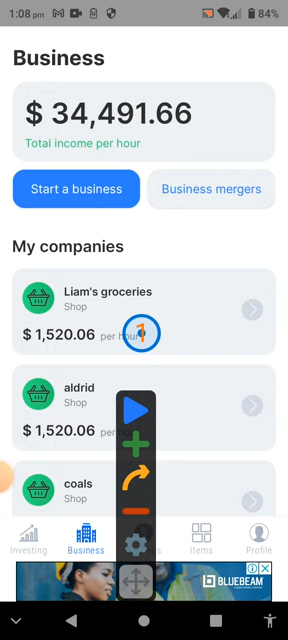 1:08 pm 84%
Business
$ 34,491.66
Total income per hour
Start a business Business mergers
My companies
Liam's groceries
Shop
$ 1,520.06 per hour
1
aldrid
Shop
$ 1,520.06 per
coals
Shop
Investing Business Items Profile
BLUEBEAM